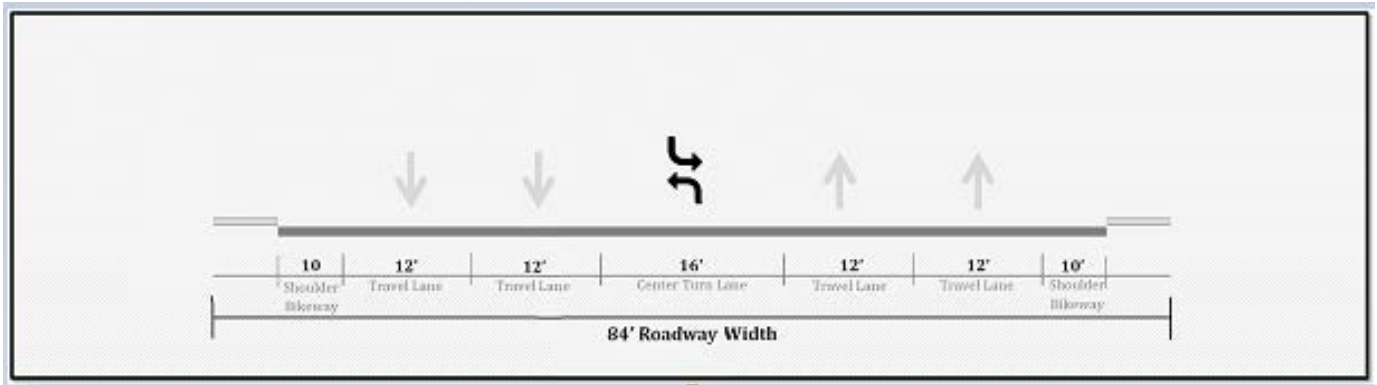 10 12' 12' 16' 12' 12' 10'
Shoulder Travel Lane Travel Lane Center Turn Lane Travel Lane Travel Lane Shoulder
Bikeway Bikeway
84' Roadway Width